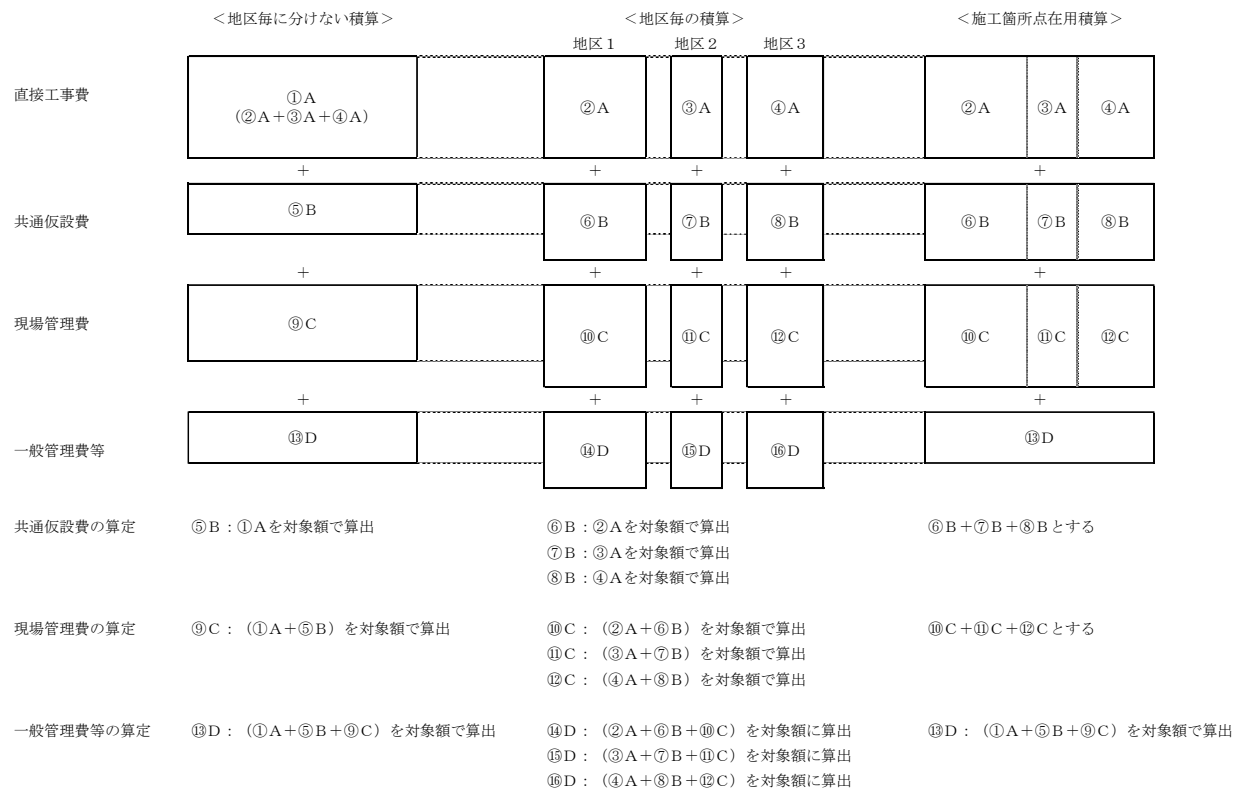 ＜地区毎に分けない積算＞ ＜地区毎の積算＞ ＜施工箇所点在用積算＞
地区１ 地区２ 地区３
直接工事費 ①Ａ ②Ａ ③Ａ ④Ａ ②Ａ ③Ａ ④Ａ
（②Ａ＋③Ａ＋④Ａ）
＋ ＋ ＋ ＋ ＋
共通仮設費 ⑤Ｂ ⑥Ｂ ⑦Ｂ ⑧Ｂ ⑥Ｂ ⑦Ｂ ⑧Ｂ
＋ ＋ ＋ ＋ ＋
現場管理費 ⑨Ｃ ⑩Ｃ ⑪Ｃ ⑫Ｃ ⑩Ｃ ⑪Ｃ ⑫Ｃ
＋ ＋ ＋ ＋ ＋
一般管理費等 ⑬Ｄ ⑭Ｄ ⑮Ｄ ⑯Ｄ ⑬Ｄ
共通仮設費の算定 ⑤Ｂ：①Ａを対象額で算出 ⑥Ｂ：②Ａを対象額で算出 ⑥Ｂ＋⑦Ｂ＋⑧Ｂとする
⑦Ｂ：③Ａを対象額で算出
⑧Ｂ：④Ａを対象額で算出
現場管理費の算定 ⑨Ｃ：（①Ａ＋⑤Ｂ）を対象額で算出 ⑩Ｃ：（②Ａ＋⑥Ｂ）を対象額で算出 ⑩Ｃ＋⑪Ｃ＋⑫Ｃとする
⑪Ｃ：（③Ａ＋⑦Ｂ）を対象額で算出
⑫Ｃ：（④Ａ＋⑧Ｂ）を対象額で算出
一般管理費等の算定 ⑬Ｄ：（①Ａ＋⑤Ｂ＋⑨Ｃ）を対象額で算出 ⑭Ｄ：（②Ａ＋⑥Ｂ＋⑩Ｃ）を対象額に算出 ⑬Ｄ：（①Ａ＋⑤Ｂ＋⑨Ｃ）を対象額で算出
⑮Ｄ：（③Ａ＋⑦Ｂ＋⑪Ｃ）を対象額に算出
⑯Ｄ：（④Ａ＋⑧Ｂ＋⑫Ｃ）を対象額に算出